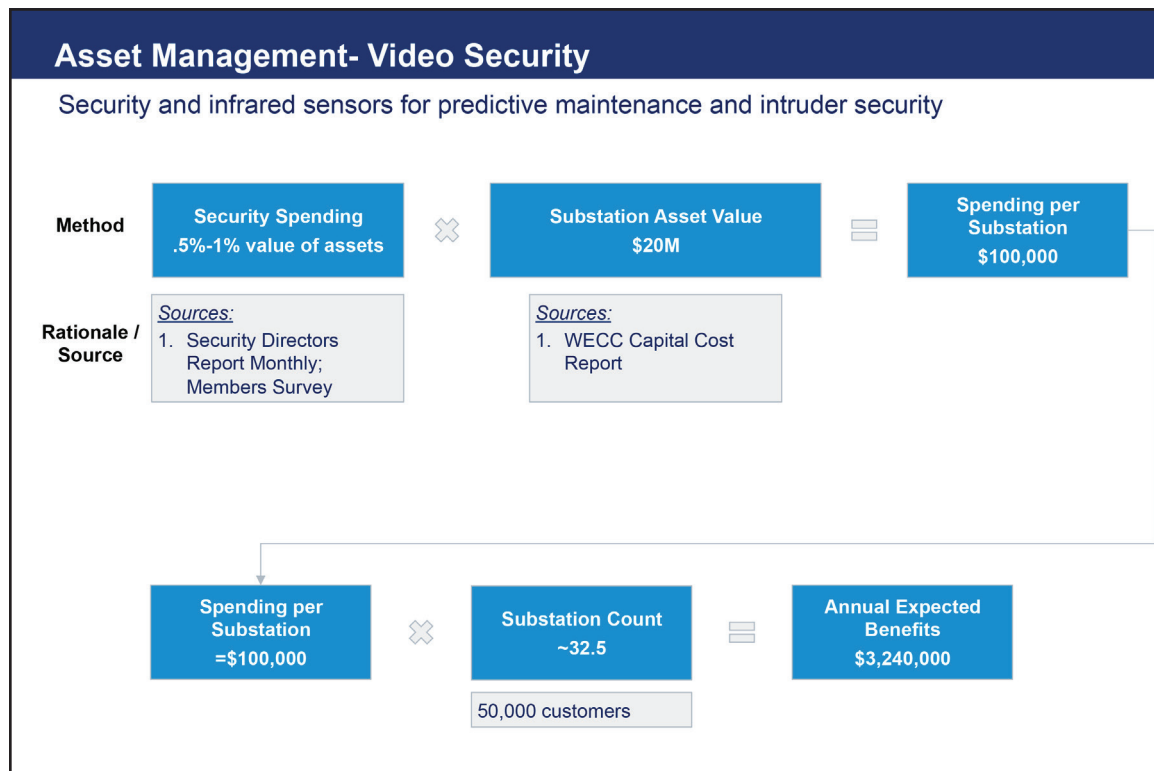 Asset Management- Video Security
Security and infrared sensors for predictive maintenance and intruder security
Method
Security Spending
.5%-1% value of assets
Substation Asset Value
$20M
Spending per
Substation
$100,000
Rationale /
Source
Sources:
1. Security Directors
Report Monthly;
Members Survey
Sources:
1. WECC Capital Cost
Report
Spending per
Substation
=$100,000
Substation Count
~32.5
Annual Expected
Benefits
$3,240,000
50,000 customers